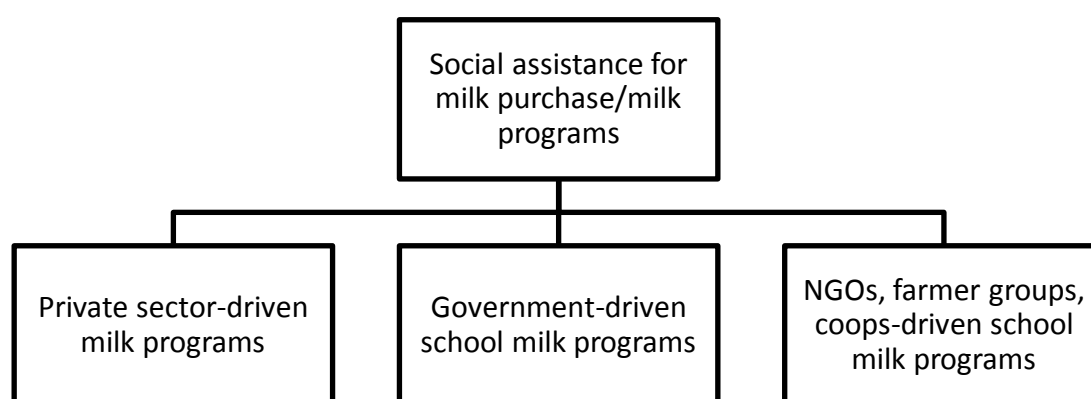 Social assistance for
milk purchase/milk
programs
Private sector-driven
milk programs
Government-driven
school milk programs
NGOs, farmer groups,
coops-driven school
milk programs